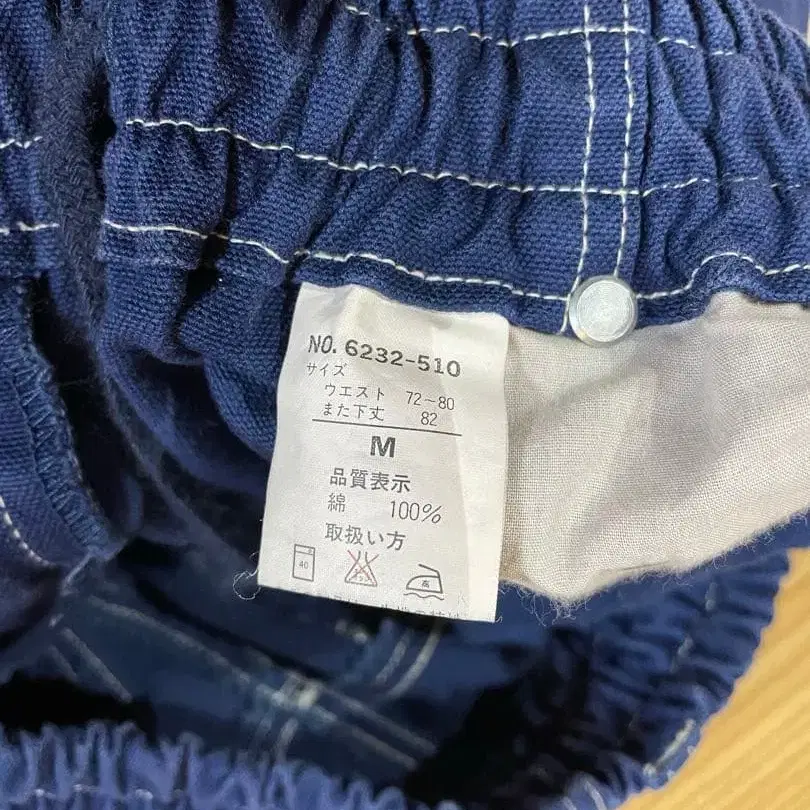 NO. 6232-510
サイズ
ウエスト 72~80
また下丈 82
M
品質表示
綿 100%
取扱い方
40
高